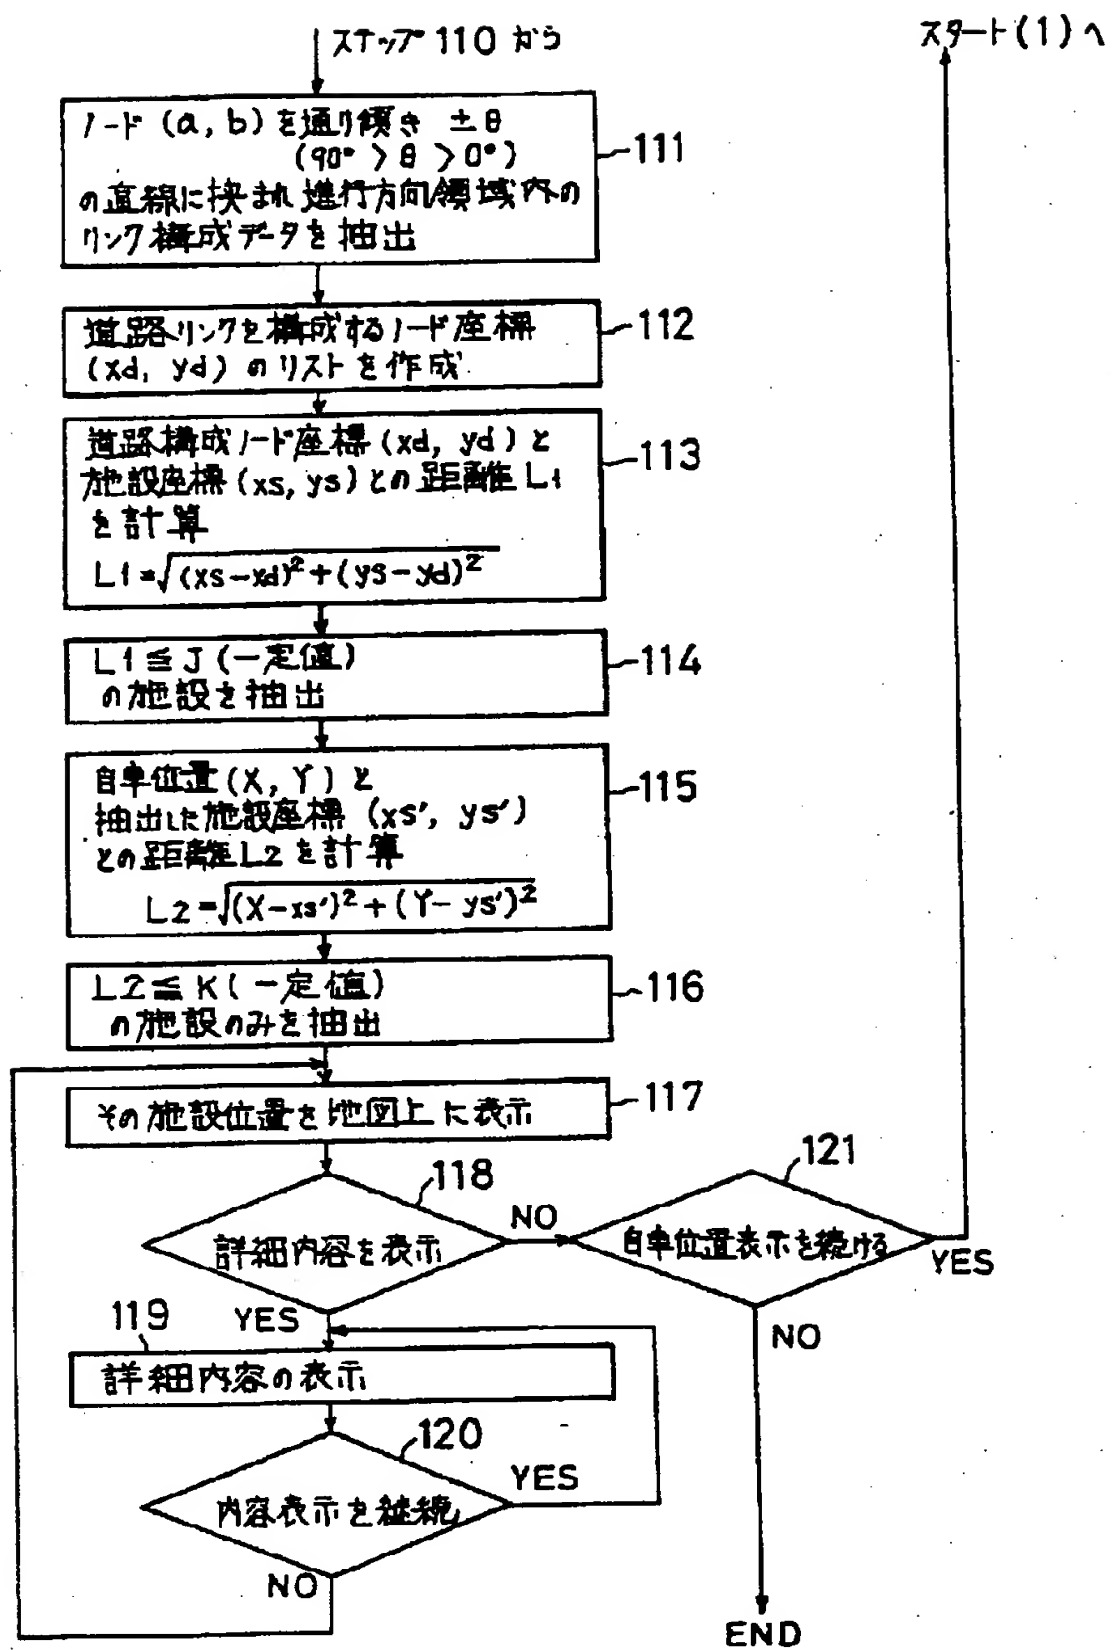 ステップ110から
スタート(1)へ
ノード(a, b)を通り傾き ±θ
(90° > θ > 0°)
の直線に挟まれ進行方向領域内の
リンク構成データを抽出
111
道路リンクを構成するノード座標
(xd, yd)のリストを作成
112
道路構成ノード座標(xd, yd)と
施設座標(xs, ys)との距離L1
を計算
L1=√(xs-xd)²+(ys-yd)²
113
L1≦J(一定値)
の施設を抽出
114
自車位置(X, Y)と
抽出した施設座標(xs', ys')
との距離L2を計算
L2=√(X-xs')²+(Y-ys')²
115
L2≦K(一定値)
の施設のみを抽出
116
その施設位置を地図上に表示
117
118
詳細内容を表示
NO
YES
121
自車位置表示を続ける
YES
NO
119
詳細内容の表示
120
内容表示を継続
YES
NO
END